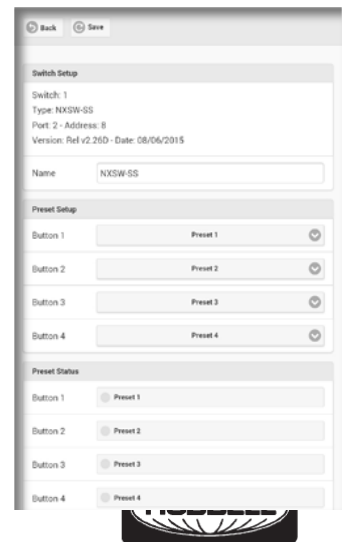 Back Save
Switch Setup
Switch: 1
Type: NXSW-SS
Port: 2 - Address: 8
Version: Rel v2.26D - Date: 08/06/2015
Name NXSW-SS
Preset Setup
Button 1 Preset 1
Button 2 Preset 2
Button 3 Preset 3
Button 4 Preset 4
Preset Status
Button 1 Preset 1
Button 2 Preset 2
Button 3 Preset 3
Button 4 Preset 4